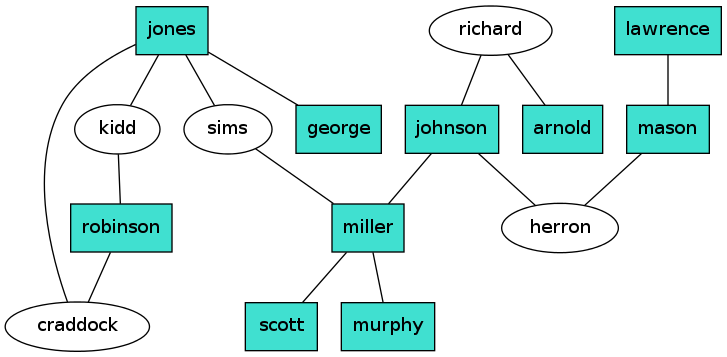 jones
richard
lawrence
kidd
sims
george
johnson
arnold
mason
robinson
miller
herron
craddock
scott
murphy